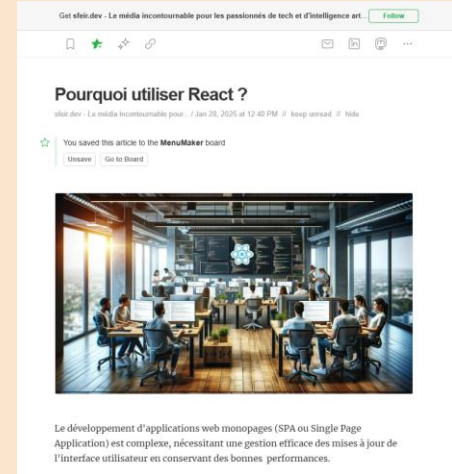 Get sfeir.dev - Le média incontournable pour les passionnés de tech et d'intelligence art...
Follow
Pourquoi utiliser React ?
sfeir.dev - La média incontournable pour... / Jan 28, 2025 at 12:40 PM // keep unread // hide
You saved this article to the MenuMaker board
Unsave Go to Board
Le développement d'applications web monopages (SPA ou Single Page
Application) est complexe, nécessitant une gestion efficace des mises à jour de
l'interface utilisateur en conservant des bonnes performances.